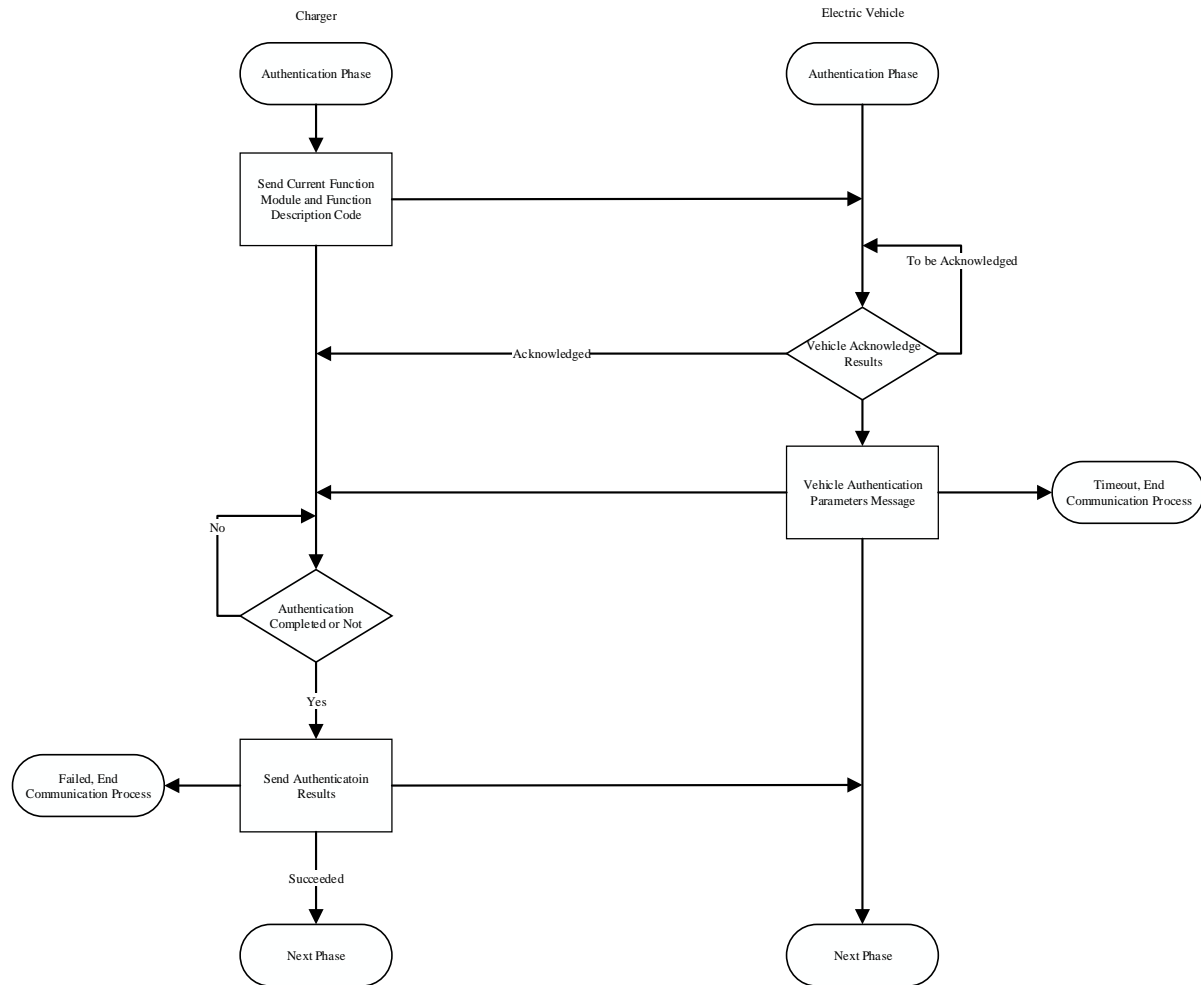 Charger
Electric Vehicle
Authentication Phase
Authentication Phase
Send Current Function
Module and Function
Description Code
To be Acknowledged
Vehicle Acknowledge
Results
Acknowledged
Vehicle Authentication
Parameters Message
Timeout, End
Communication Process
No
Authentication
Completed or Not
Yes
Failed, End
Communication Process
Send Authenticatoin
Results
Succeeded
Next Phase
Next Phase